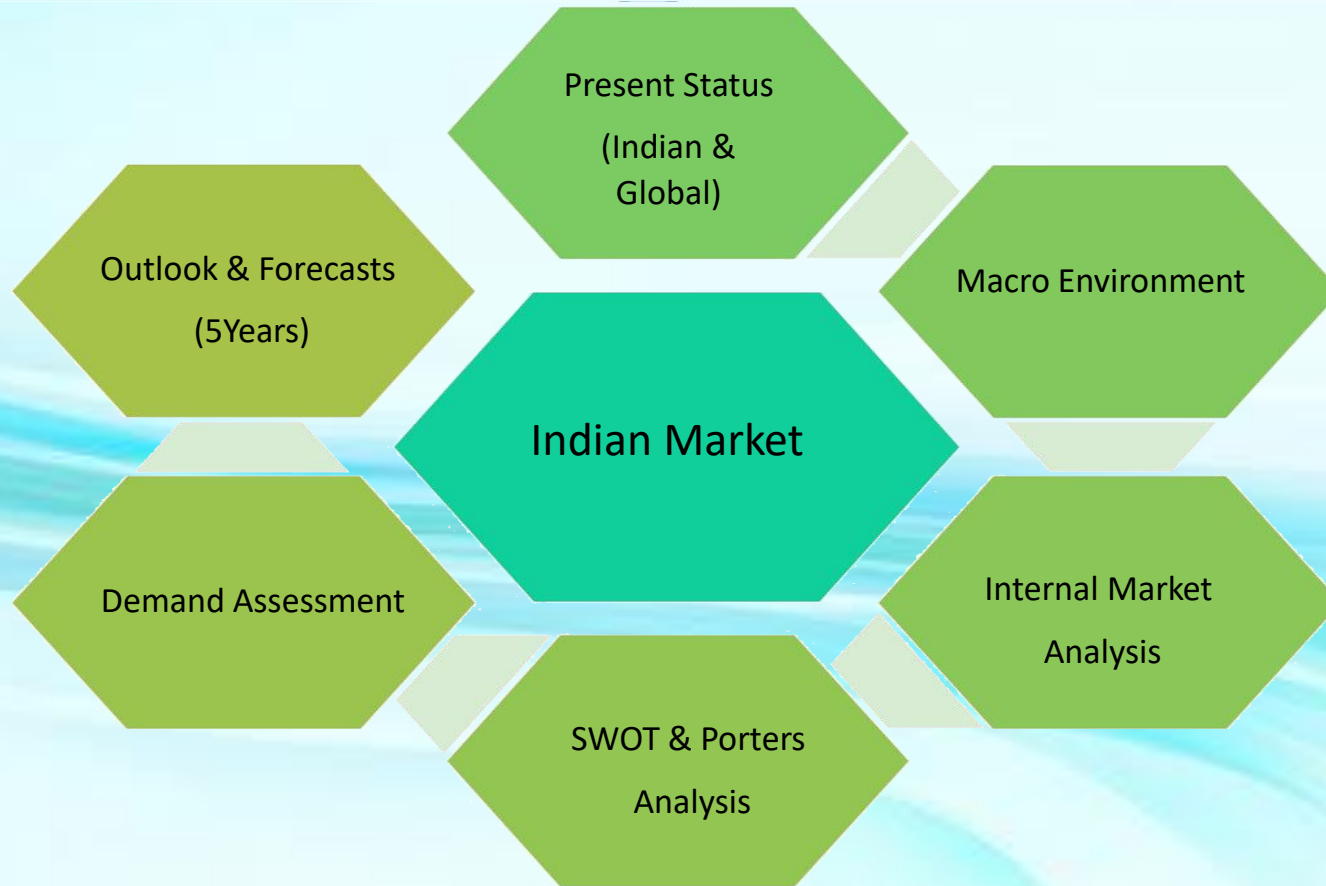 Present Status
(Indian &
Global)
Macro Environment
Internal Market
Analysis
SWOT & Porters
Analysis
Demand Assessment
Outlook & Forecasts
(5Years)
Indian Market